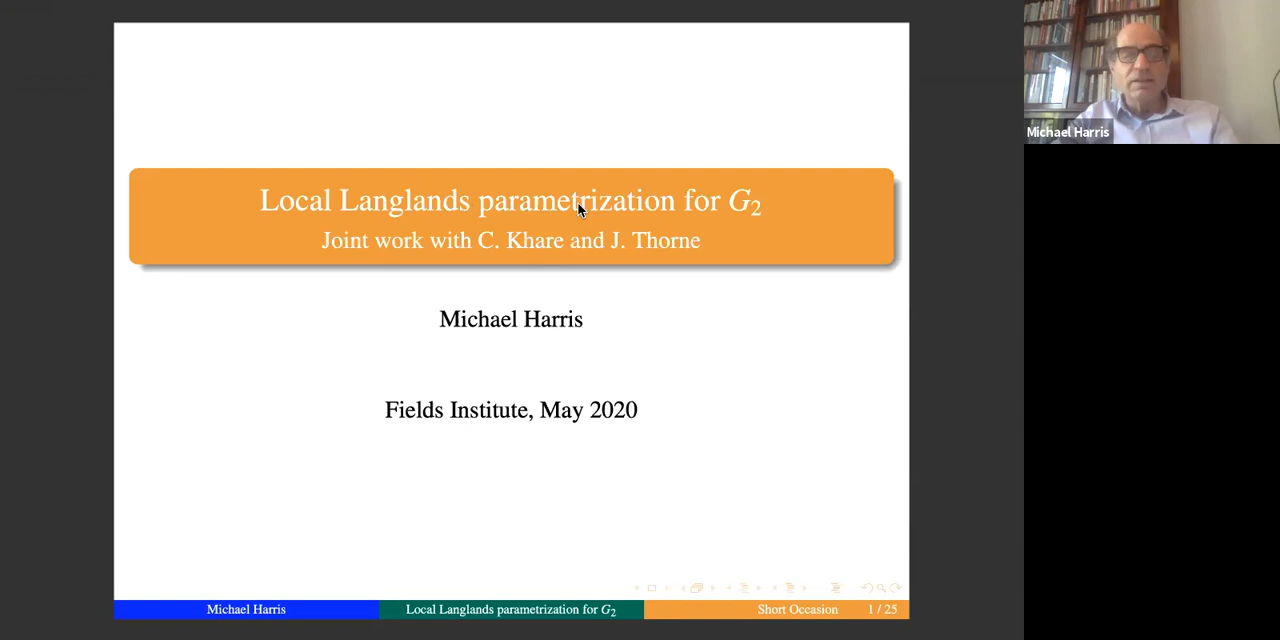 Local Langlands parametrization for G₂
Joint work with C. Khare and J. Thorne
Michael Harris
Fields Institute, May 2020
Michael Harris
Local Langlands parametrization for G₂
Short Occasion
1 / 25
Michael Harris